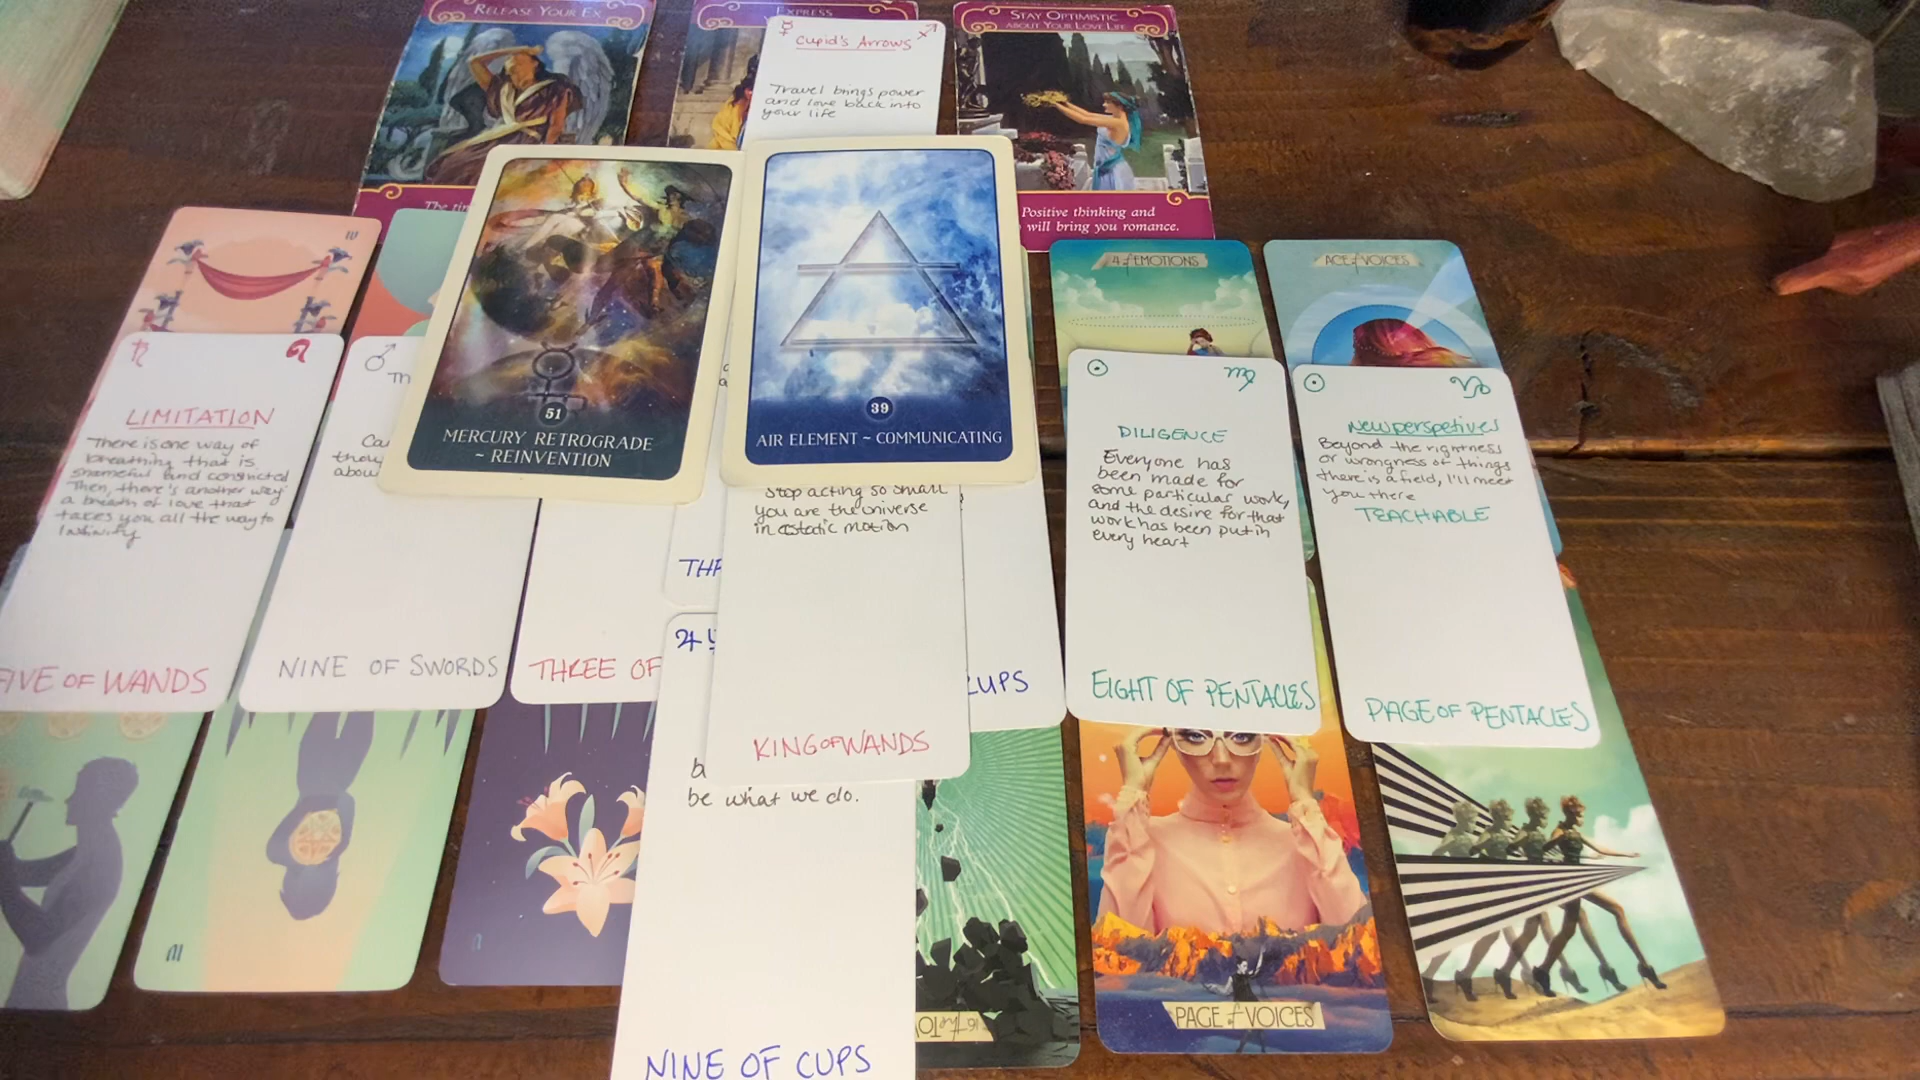 RELEASE YOUR EX
EXPRESS
STAY OPTIMISTIC
ABOUT YOUR LOVE LIFE
Cupid's Arrows
Travel brings power
and love back into
your life
Positive thinking and
will bring you romance.
The
51
MERCURY RETROGRADE
~ REINVENTION
39
AIR ELEMENT ~ COMMUNICATING
4 of EMOTIONS
ACE of VOICES
LIMITATION
There is one way of
breathing that is
shameful and constricted
Then, there's another way
a breath of love that
takes you all the way to
Infinity
FIVE OF WANDS
NINE OF SWORDS
THREE OF
Stop acting so small
you are the universe
in estatic motion
KING OF WANDS
CUPS
be what we do.
NINE OF CUPS
DILIGENCE
Everyone has
been made for
some particular work,
and the desire for that
work has been put in
every heart
EIGHT OF PENTACLES
New perspetives
Beyond the rightness
or wrongness of things
there is a field, I'll meet
you there
TEACHABLE
PAGE OF PENTACLES
PAGE of VOICES